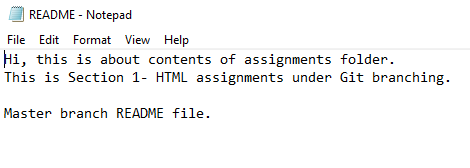 README - Notepad
File Edit Format View Help
Hi, this is about contents of assignments folder.
This is Section 1- HTML assignments under Git branching.

Master branch README file.